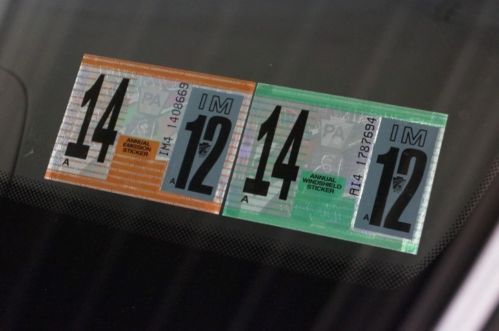 14
A
PA
ANNUAL
EMISSION
STICKER
IM4 1408669
IM
12
A
14
A
PA
ANNUAL
WINDSHIELD
STICKER
AI4 1787694
IM
12
A